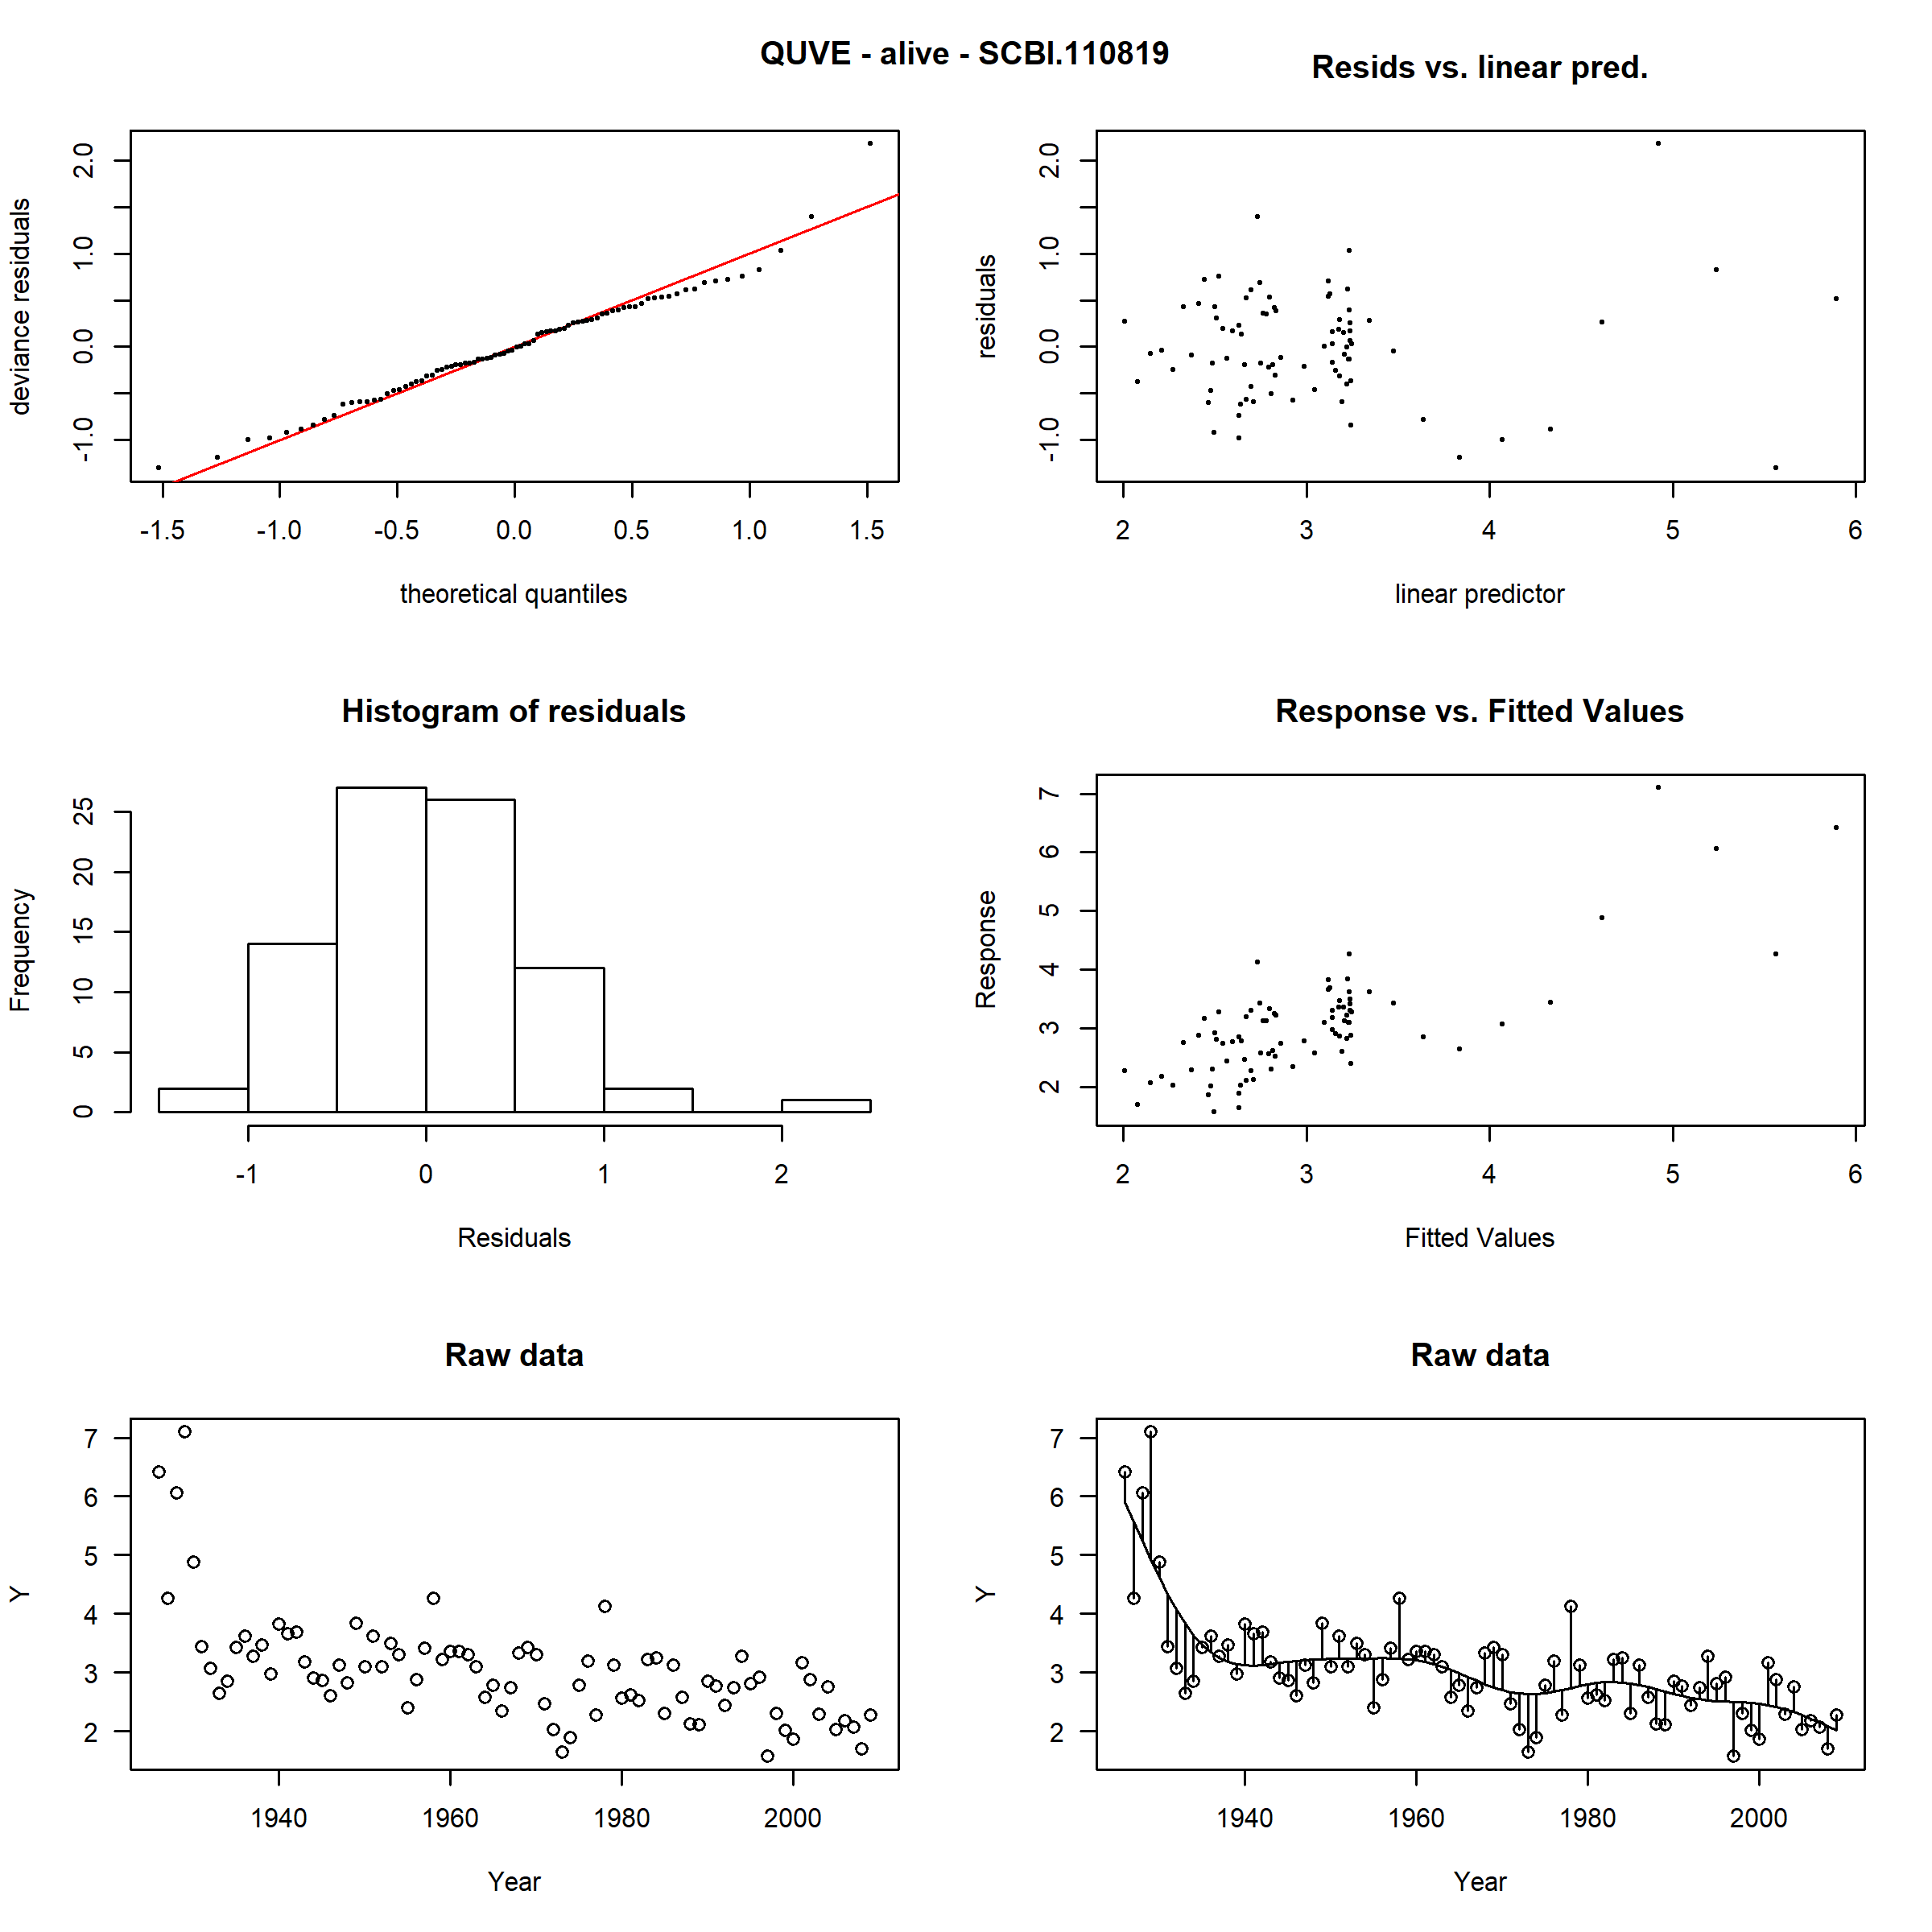 QUVE - alive - SCBI.110819
Resids vs. linear pred.
deviance residuals
-1.0 0.0 1.0 2.0
-1.5 -1.0 -0.5 0.0 0.5 1.0 1.5
theoretical quantiles
residuals
-1.0 0.0 1.0 2.0
2 3 4 5 6
linear predictor
Histogram of residuals
Frequency
0 5 10 15 20 25
-1 0 1 2
Residuals
Response vs. Fitted Values
Response
2 3 4 5 6 7
2 3 4 5 6
Fitted Values
Raw data
Y
7
6
5
4
3
2
1940 1960 1980 2000
Year
Raw data
Y
7
6
5
4
3
2
1940 1960 1980 2000
Year